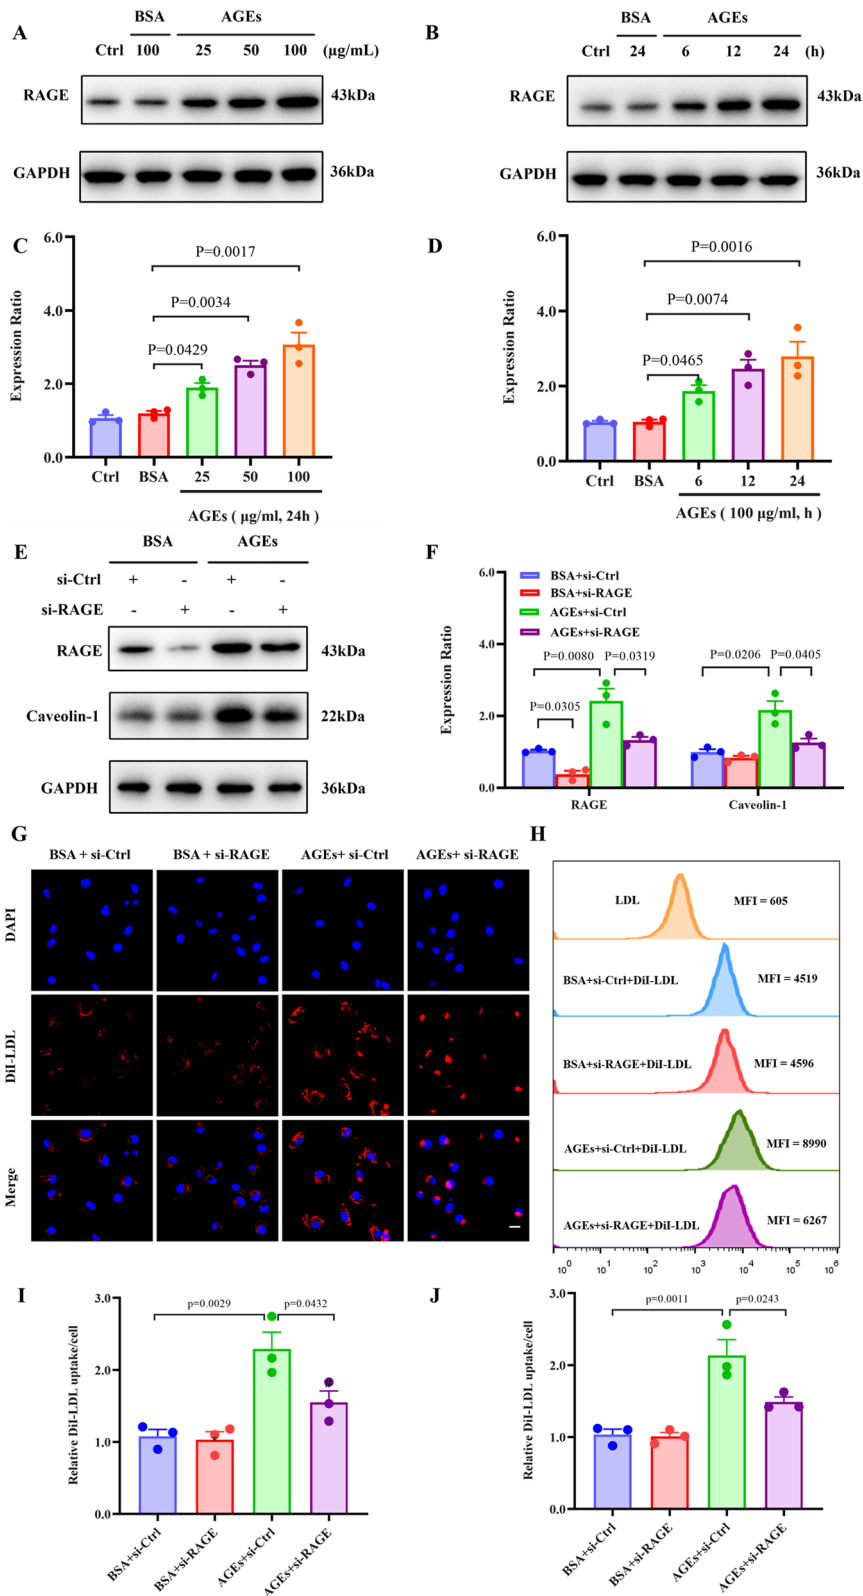 A
BSA
AGEs
Ctrl 100 25 50 100 (μg/mL)
RAGE
43kDa
GAPDH
36kDa
B
BSA
AGEs
Ctrl 24 6 12 24 (h)
RAGE
43kDa
GAPDH
36kDa
C
Expression Ratio
6.0
4.0
2.0
0.0
P=0.0017
P=0.0034
P=0.0429
Ctrl BSA 25 50 100
AGEs ( μg/ml, 24h )
D
Expression Ratio
6.0
4.0
2.0
0.0
P=0.0016
P=0.0074
P=0.0465
Ctrl BSA 6 12 24
AGEs ( 100 μg/ml, h )
E
BSA AGEs
si-Ctrl + - + -
si-RAGE - + - +
RAGE
43kDa
Caveolin-1
22kDa
GAPDH
36kDa
F
Expression Ratio
6.0
4.0
2.0
0.0
BSA+si-Ctrl
BSA+si-RAGE
AGEs+si-Ctrl
AGEs+si-RAGE
P=0.0080
P=0.0319
P=0.0305
P=0.0206
P=0.0405
RAGE
Caveolin-1
G
BSA + si-Ctrl
BSA + si-RAGE
AGEs+ si-Ctrl
AGEs+ si-RAGE
DAPI
DiI-LDL
Merge
H
LDL
MFI = 605
BSA+si-Ctrl+DiI-LDL
MFI = 4519
BSA+si-RAGE+DiI-LDL
MFI = 4596
AGEs+si-Ctrl+DiI-LDL
MFI = 8990
AGEs+si-RAGE+DiI-LDL
MFI = 6267
10⁰ 10¹ 10² 10³ 10⁴ 10⁵ 10⁶
I
Relative DiI-LDL uptake/cell
3.0
2.0
1.0
0.0
p=0.0029
p=0.0432
BSA+si-Ctrl
BSA+si-RAGE
AGEs+si-Ctrl
AGEs+si-RAGE
J
Relative DiI-LDL uptake/cell
3.0
2.0
1.0
0.0
p=0.0011
p=0.0243
BSA+si-Ctrl
BSA+si-RAGE
AGEs+si-Ctrl
AGEs+si-RAGE